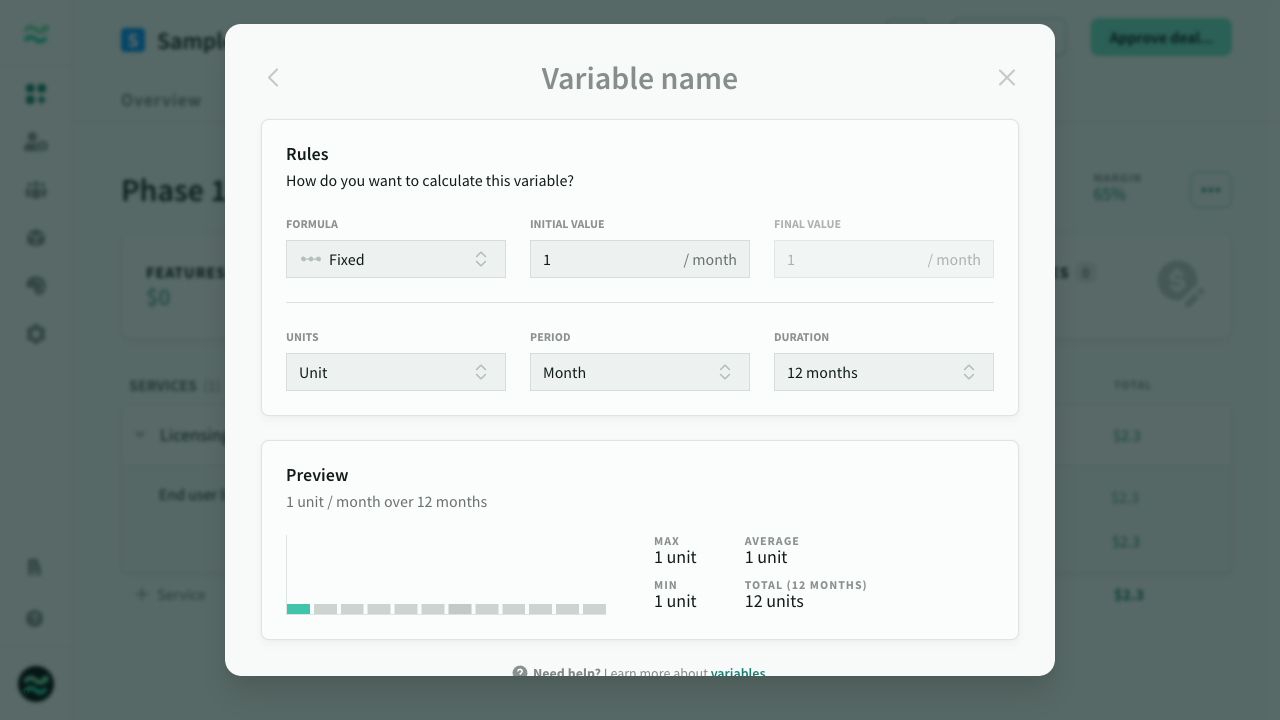 S Sample
Approve deal...
Overview
Variable name
Phase 1
MARGIN
65%
Rules
How do you want to calculate this variable?
FORMULA
INITIAL VALUE
FINAL VALUE
Fixed
1 / month
1 / month
FEATURES
$0
UNITS
PERIOD
DURATION
Unit
Month
12 months
SERVICES (1)
TOTAL
Licensing
$2.3
Preview
1 unit / month over 12 months
End user
$2.3
MAX
1 unit
AVERAGE
1 unit
$2.3
MIN
1 unit
TOTAL (12 MONTHS)
12 units
+ Service
$2.3
? Need help? Learn more about variables